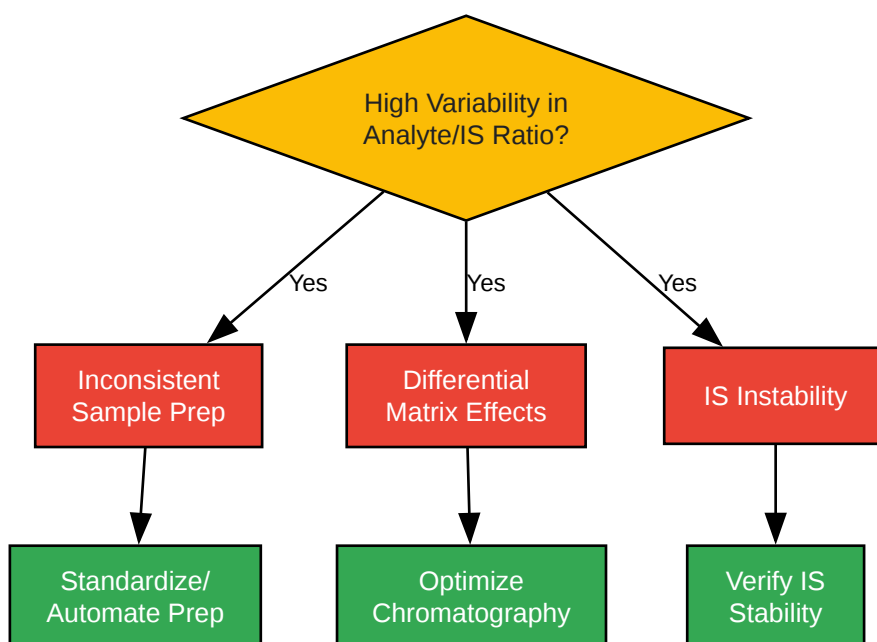 High Variability in
Analyte/IS Ratio?
Yes
Yes
Yes
Inconsistent
Sample Prep
Differential
Matrix Effects
IS Instability
Standardize/
Automate Prep
Optimize
Chromatography
Verify IS
Stability